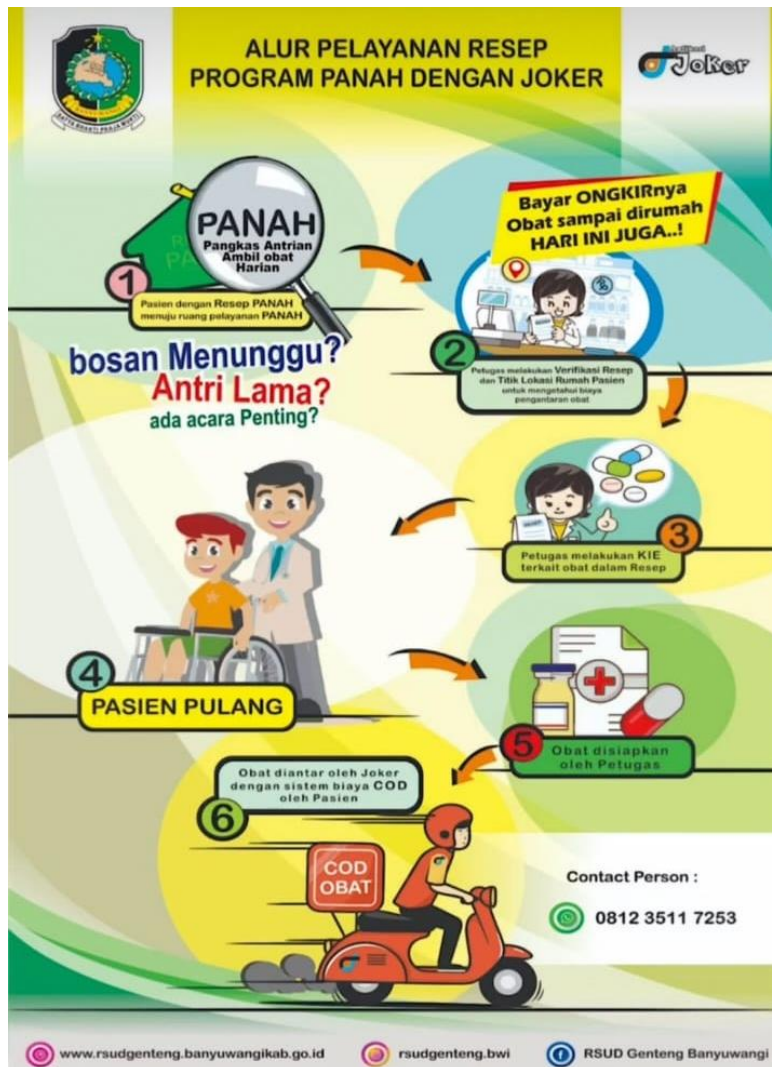 ALUR PELAYANAN RESEP
PROGRAM PANAH DENGAN JOKER
Joker
SATYA BHAKTI PRAJA MUKTI
PANAH
Pangkas Antrian
Ambil obat
Harian
1
Pasien dengan Resep PANAH
menuju ruang pelayanan PANAH
bosan Menunggu?
Antri Lama?
ada acara Penting?
Bayar ONGKIRnya
Obat sampai dirumah
HARI INI JUGA..!
2
Petugas melakukan Verifikasi Resep
dan Titik Lokasi Rumah Pasien
untuk mengetahui biaya
pengantaran obat
3
Petugas melakukan KIE
terkait obat dalam Resep
4
PASIEN PULANG
5
Obat disiapkan
oleh Petugas
6
Obat diantar oleh Joker
dengan sistem biaya COD
oleh Pasien
COD
OBAT
Contact Person :
0812 3511 7253
www.rsudgenteng.banyuwangikab.go.id
rsudgenteng.bwi
RSUD Genteng Banyuwangi